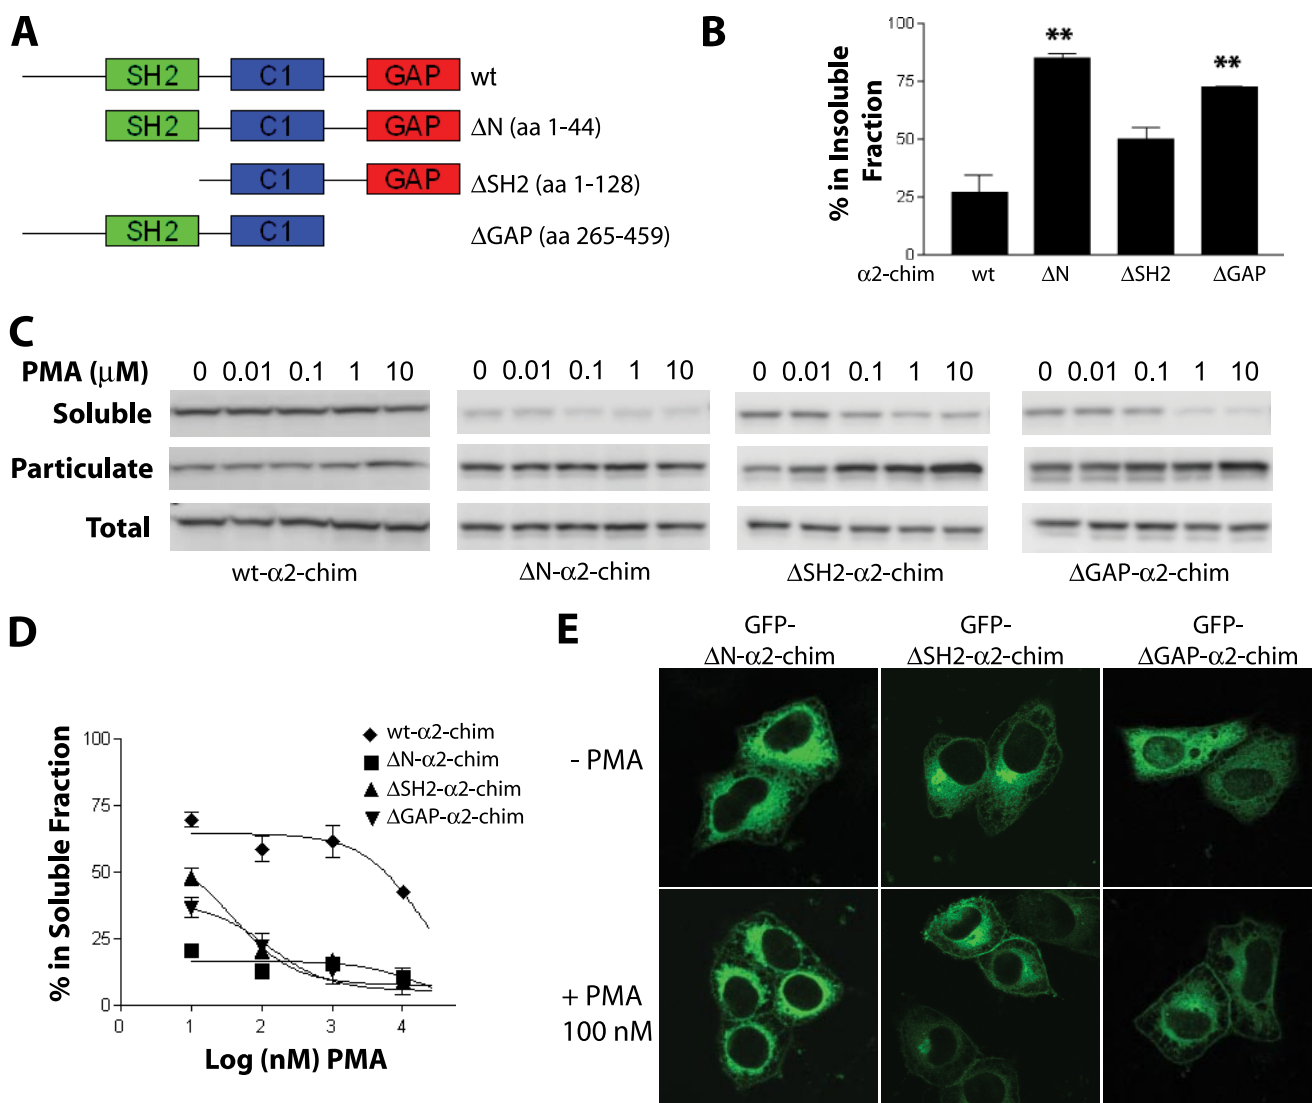 A
SH2 C1 GAP wt
SH2 C1 GAP ΔN (aa 1-44)
C1 GAP ΔSH2 (aa 1-128)
SH2 C1 ΔGAP (aa 265-459)
B
% in Insoluble
Fraction
100
75
50
25
0
** **
α2-chim wt ΔN ΔSH2 ΔGAP
C
PMA (µM) 0 0.01 0.1 1 10 0 0.01 0.1 1 10 0 0.01 0.1 1 10 0 0.01 0.1 1 10
Soluble
Particulate
Total
wt-α2-chim ΔN-α2-chim ΔSH2-α2-chim ΔGAP-α2-chim
D
% in Soluble Fraction
100
75
50
25
0
0 1 2 3 4
Log (nM) PMA
wt-α2-chim
ΔN-α2-chim
ΔSH2-α2-chim
ΔGAP-α2-chim
E
GFP- GFP- GFP-
ΔN-α2-chim ΔSH2-α2-chim ΔGAP-α2-chim
- PMA
+ PMA
100 nM